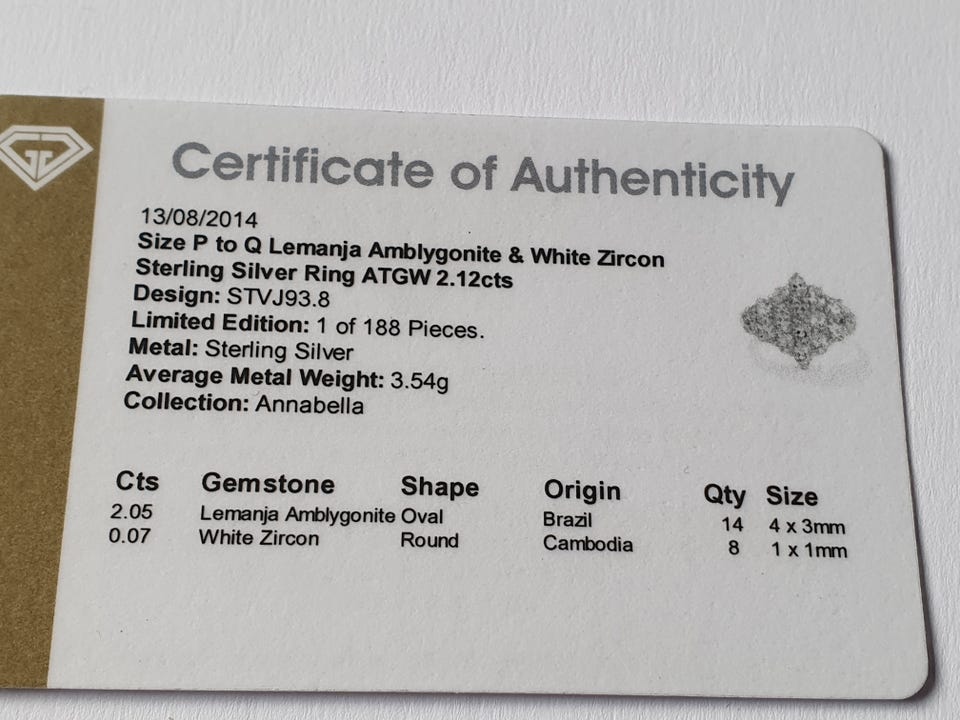 Certificate of Authenticity
13/08/2014
Size P to Q Lemanja Amblygonite & White Zircon
Sterling Silver Ring ATGW 2.12cts
Design: STVJ93.8
Limited Edition: 1 of 188 Pieces.
Metal: Sterling Silver
Average Metal Weight: 3.54g
Collection: Annabella
Cts Gemstone Shape Origin Qty Size
2.05 Lemanja Amblygonite Oval Brazil 14 4 x 3mm
0.07 White Zircon Round Cambodia 8 1 x 1mm